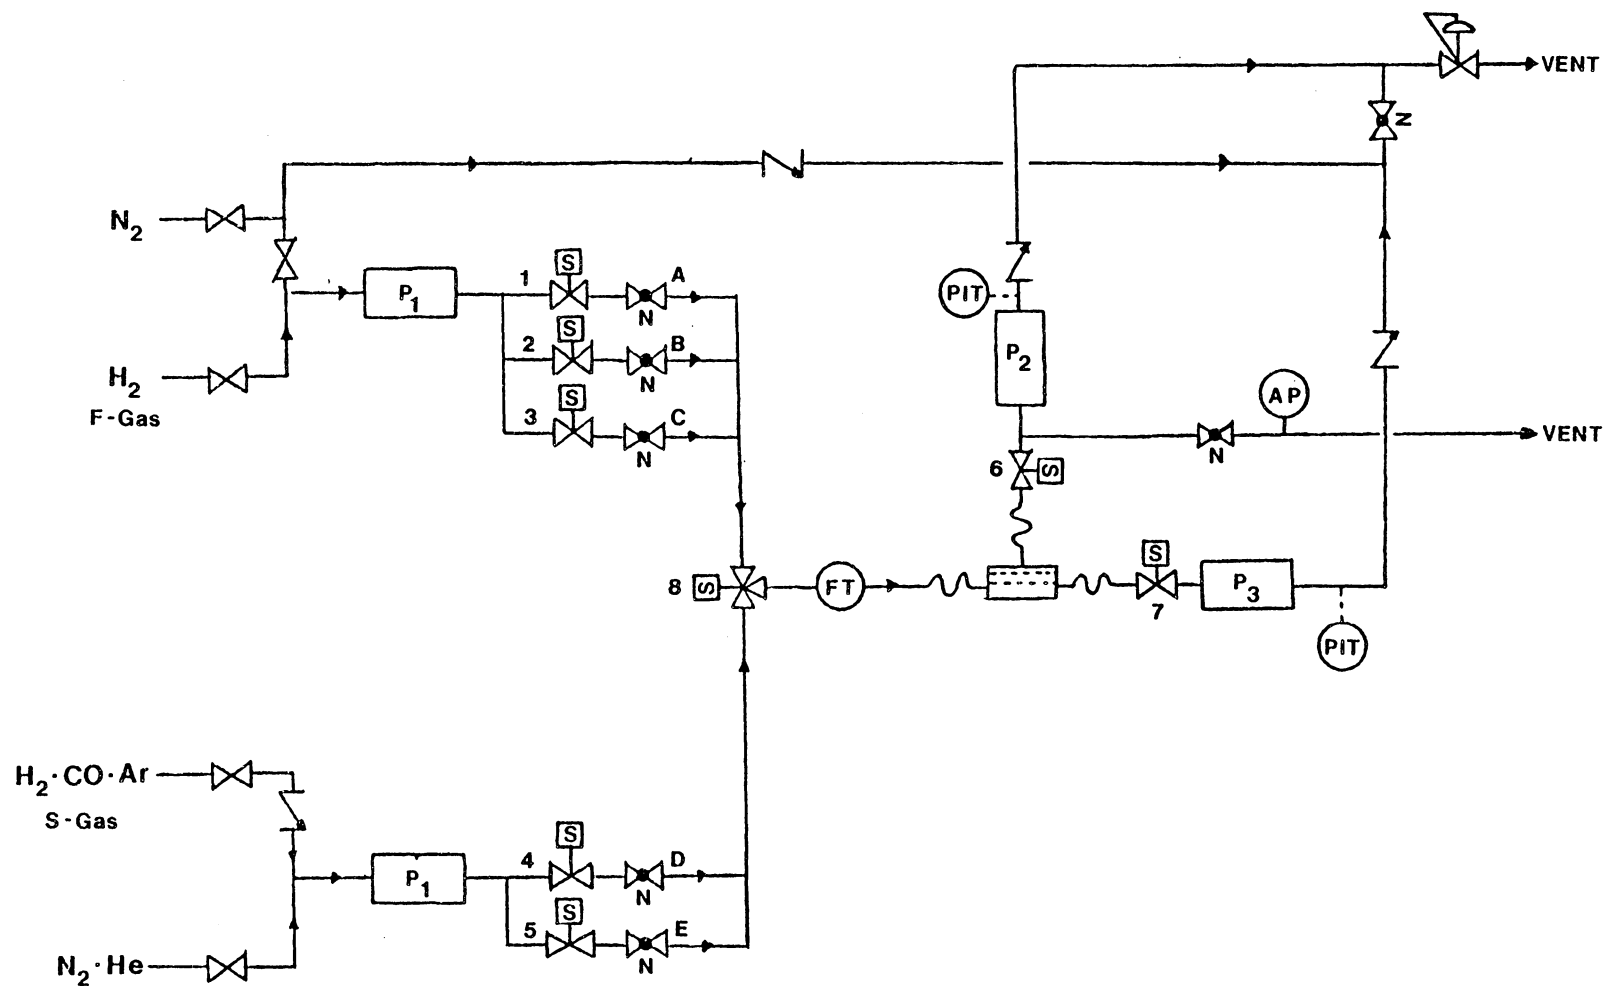 VENT
N
N₂
S
1
A
P₁
N
PIT
S
2
B
P₂
N
H₂
F-Gas
S
3
C
N
AP
VENT
N
6
S
8
S
FT
S
7
P₃
PIT
H₂·CO·Ar
S-Gas
S
4
D
P₁
N
S
5
E
N
N₂·He